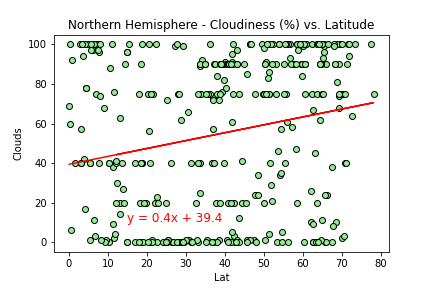 Northern Hemisphere - Cloudiness (%) vs. Latitude
100
80
60
40
20
0
Clouds
y = 0.4x + 39.4
0 10 20 30 40 50 60 70 80
Lat